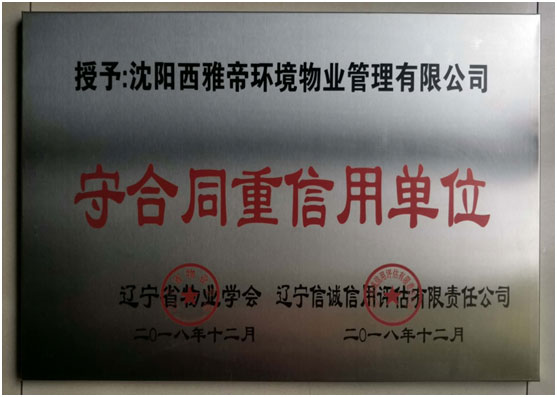 授予:沈阳西雅帝环境物业管理有限公司
守合同重信用单位
辽宁省物业学会 辽宁信诚信用评估有限责任公司
二〇一八年十二月 二〇一八年十二月